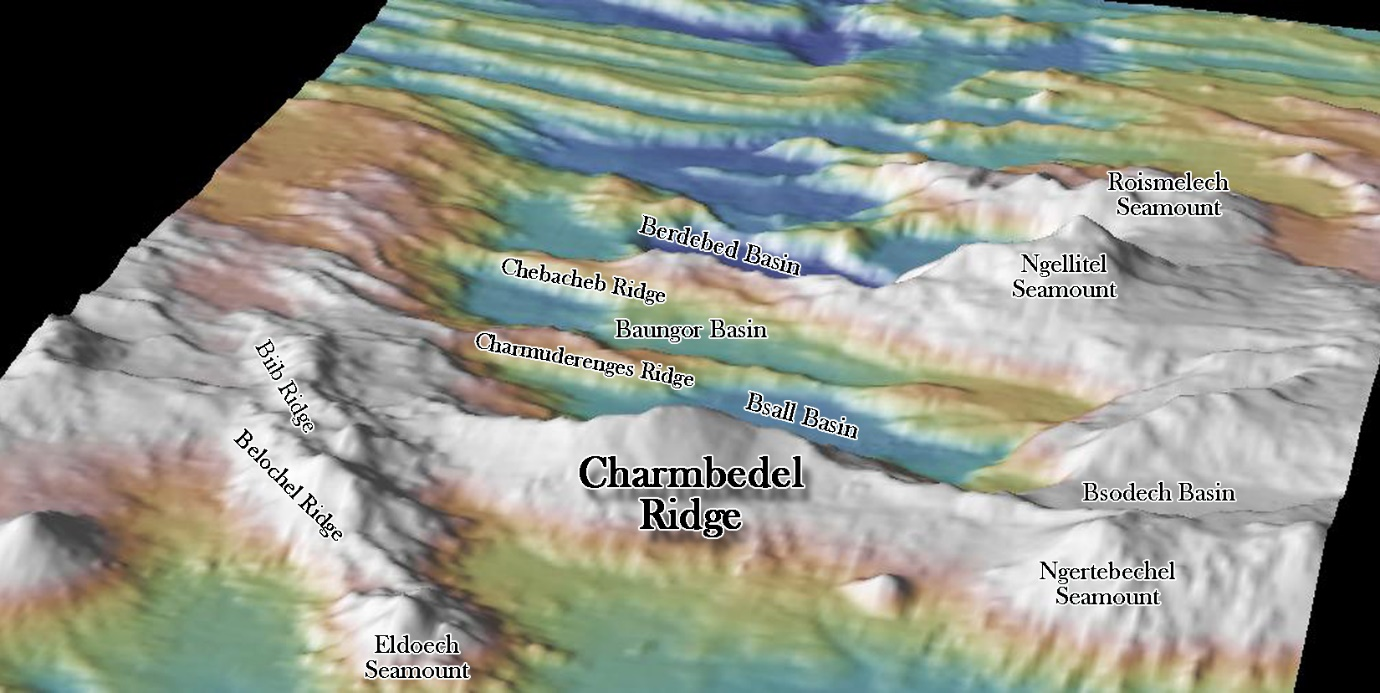 Roismelech
Seamount
Berdebed Basin
Ngellitel
Seamount
Chebacheb Ridge
Baungor Basin
Charmuderenges Ridge
Biib Ridge
Bsall Basin
Belochel Ridge
Charmbedel
Ridge
Bsodech Basin
Ngertebechel
Seamount
Eldoech
Seamount